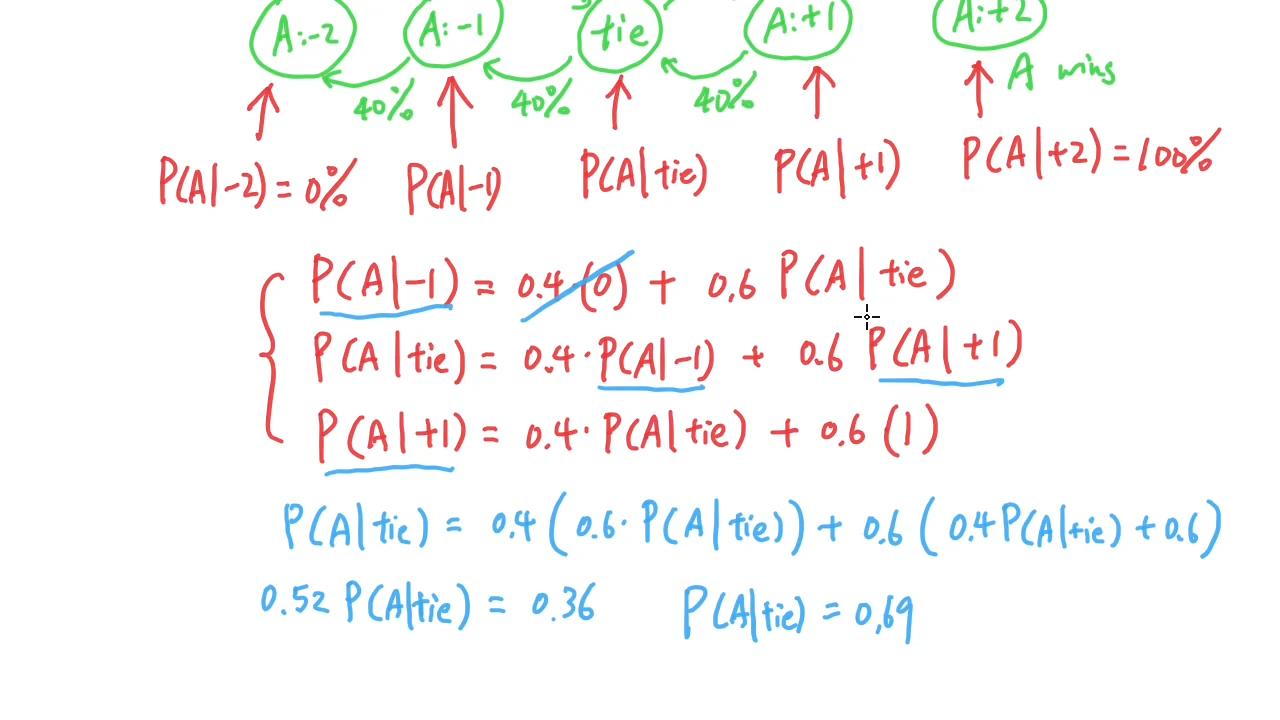 A:-2 A:-1 tie A:+1 A:+2
40% 40% 40% A wins
P(A|-2) = 0% P(A|-1) P(A|tie) P(A|+1) P(A|+2) = 100%
P(A|-1) = 0.4·(0) + 0.6 P(A|tie)
P(A|tie) = 0.4·P(A|-1) + 0.6 P(A|+1)
P(A|+1) = 0.4·P(A|tie) + 0.6(1)
P(A|tie) = 0.4(0.6·P(A|tie)) + 0.6(0.4P(A|tie) + 0.6)
0.52 P(A|tie) = 0.36 P(A|tie) = 0.69